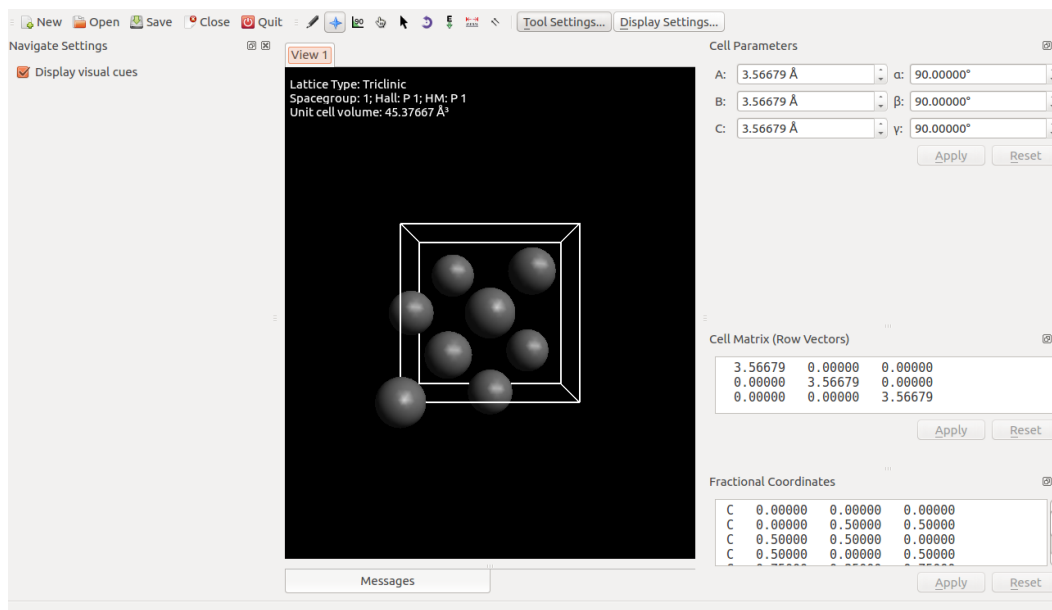 New Open Save Close Quit Tool Settings... Display Settings...
Navigate Settings
Display visual cues
View 1
Lattice Type: Triclinic
Spacegroup: 1; Hall: P 1; HM: P 1
Unit cell volume: 45.37667 Å³
Messages
Cell Parameters
A: 3.56679 Å α: 90.00000°
B: 3.56679 Å β: 90.00000°
C: 3.56679 Å γ: 90.00000°
Apply Reset
Cell Matrix (Row Vectors)
3.56679 0.00000 0.00000
0.00000 3.56679 0.00000
0.00000 0.00000 3.56679
Apply Reset
Fractional Coordinates
C 0.00000 0.00000 0.00000
C 0.00000 0.50000 0.50000
C 0.50000 0.50000 0.00000
C 0.50000 0.00000 0.50000
Apply Reset